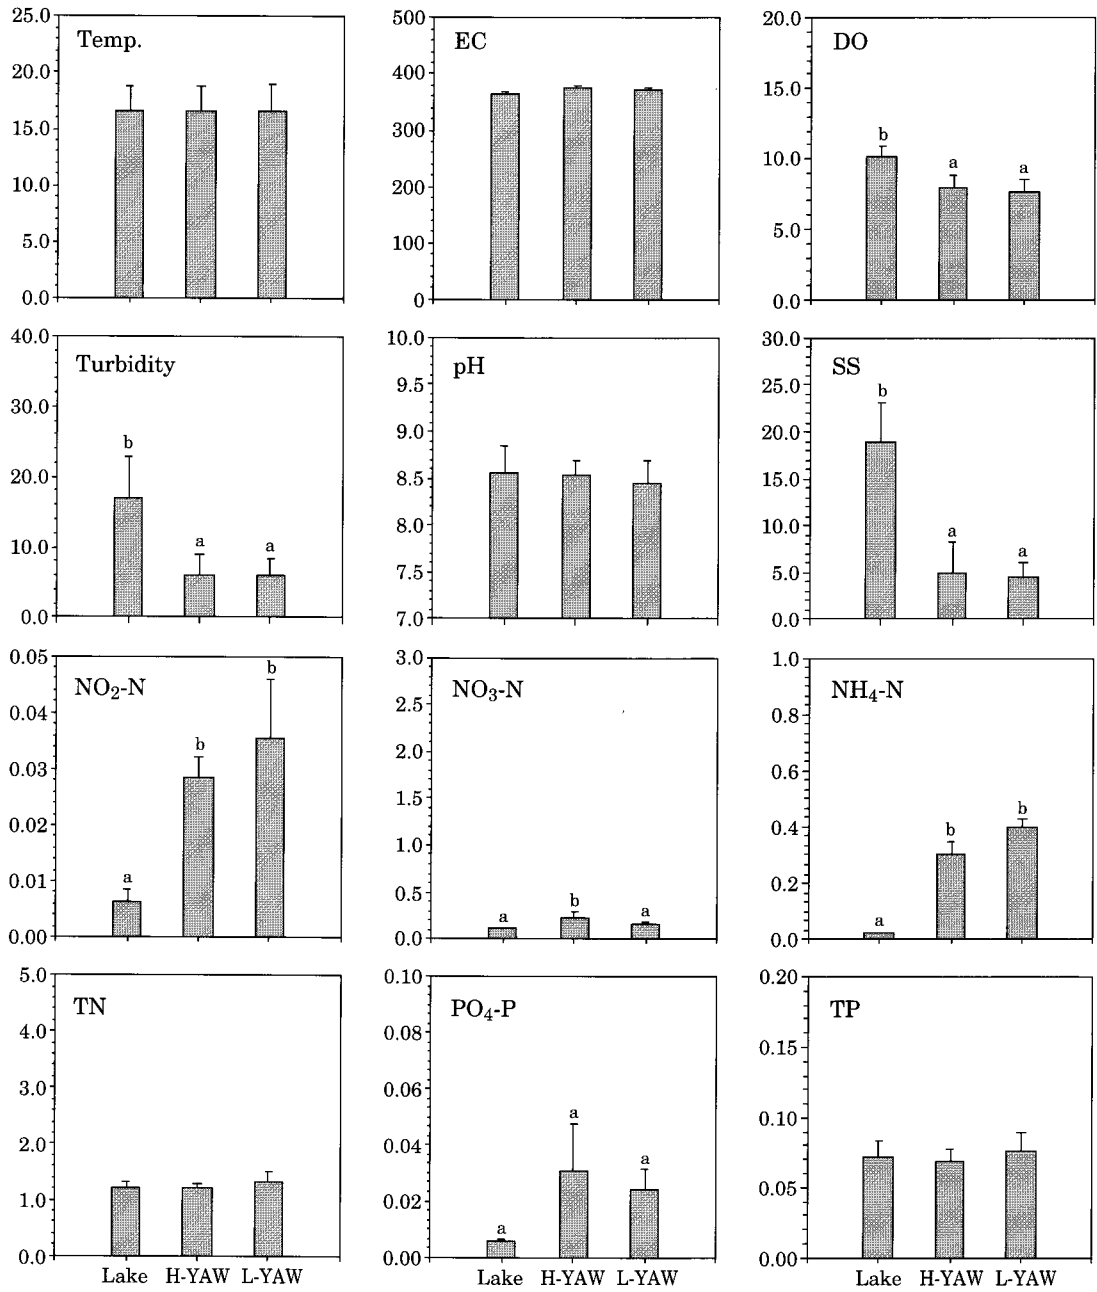 Temp.
25.0
20.0
15.0
10.0
5.0
0.0
EC
500
400
300
200
100
0
DO
20.0
15.0
10.0
5.0
0.0
b
a
a
Turbidity
40.0
30.0
20.0
10.0
0.0
b
a
a
pH
10.0
9.5
9.0
8.5
8.0
7.5
7.0
SS
30.0
25.0
20.0
15.0
10.0
5.0
0.0
b
a
a
NO2-N
0.05
0.04
0.03
0.02
0.01
0.00
a
b
b
NO3-N
3.0
2.5
2.0
1.5
1.0
0.5
0.0
a
b
a
NH4-N
1.0
0.8
0.6
0.4
0.2
0.0
a
b
b
TN
5.0
4.0
3.0
2.0
1.0
0.0
Lake H-YAW L-YAW
PO4-P
0.10
0.08
0.06
0.04
0.02
0.00
a
a
a
Lake H-YAW L-YAW
TP
0.20
0.15
0.10
0.05
0.00
Lake H-YAW L-YAW